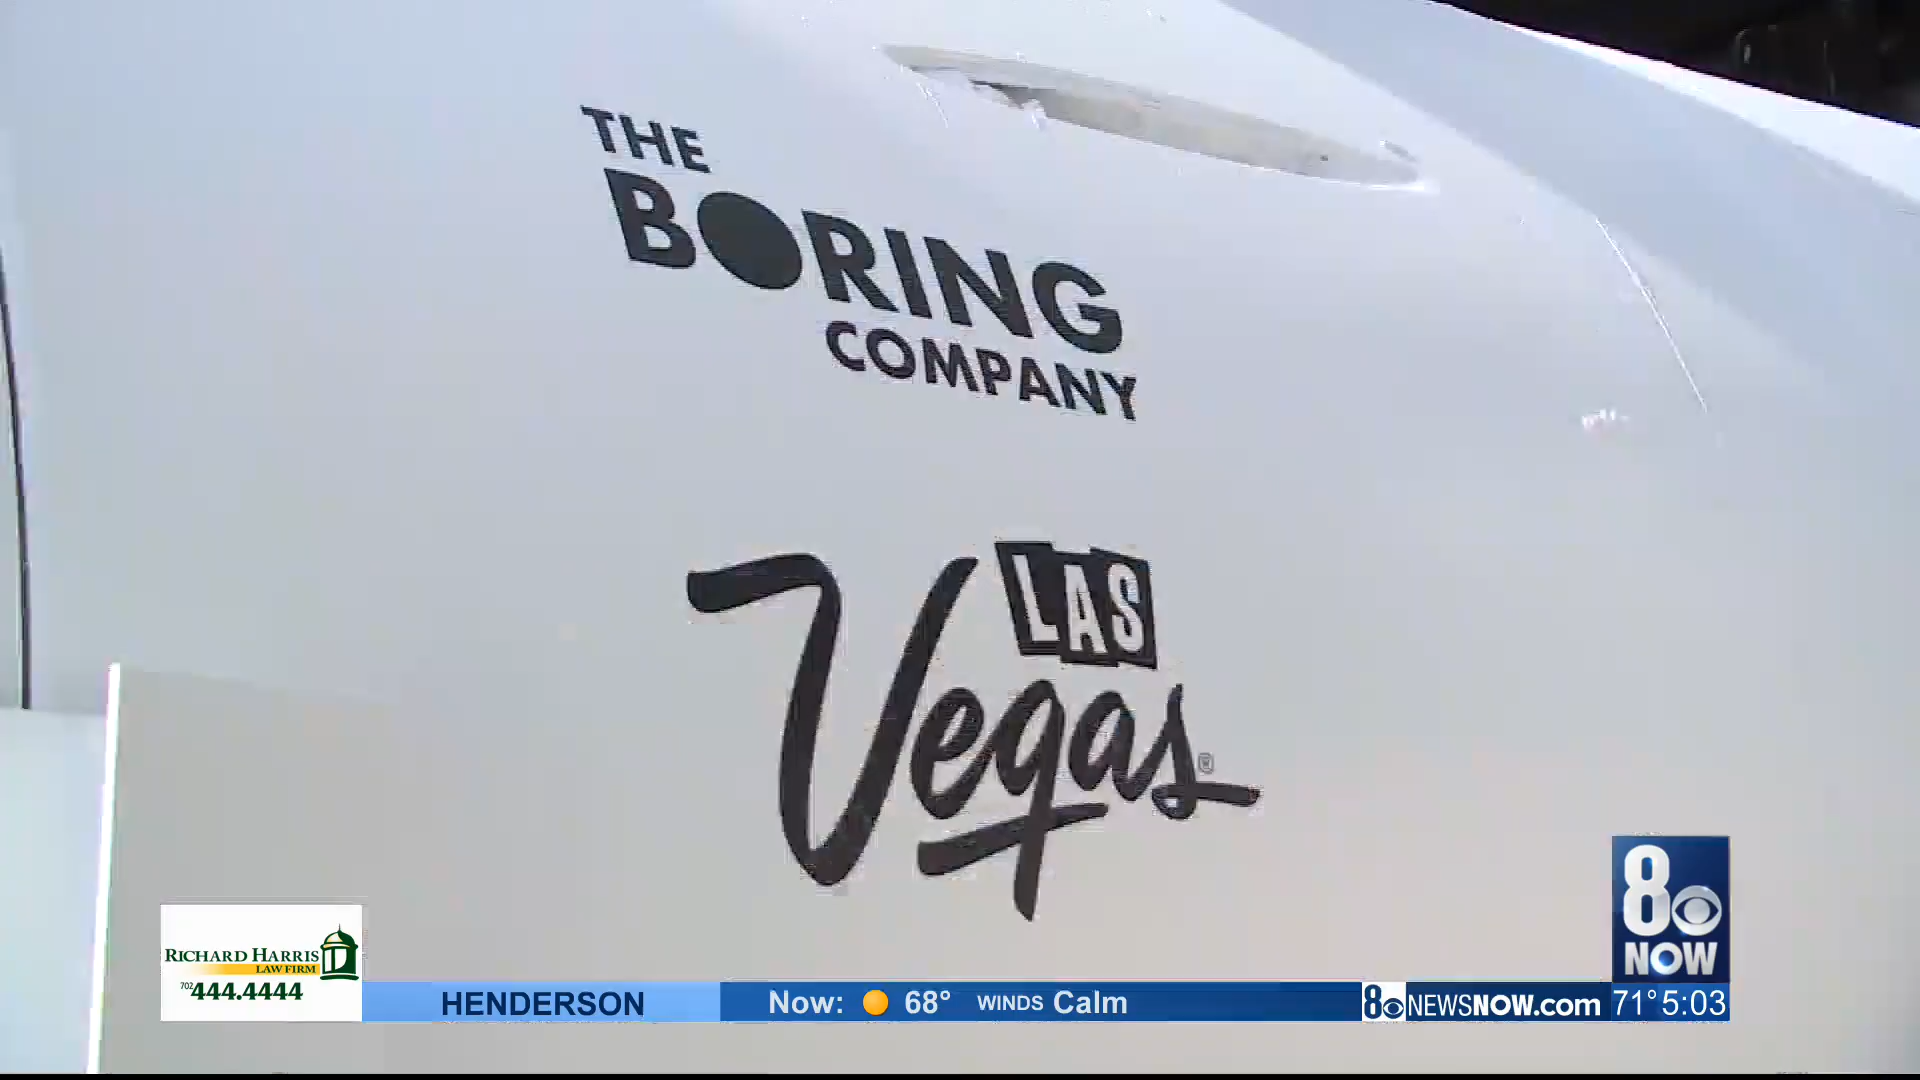 THE
BORING
COMPANY
LAS
Vegas®
8
NOW
RICHARD HARRIS
LAW FIRM
702 444.4444
HENDERSON Now: 68° WINDS Calm 8 NEWSNOW.com 71° 5:03